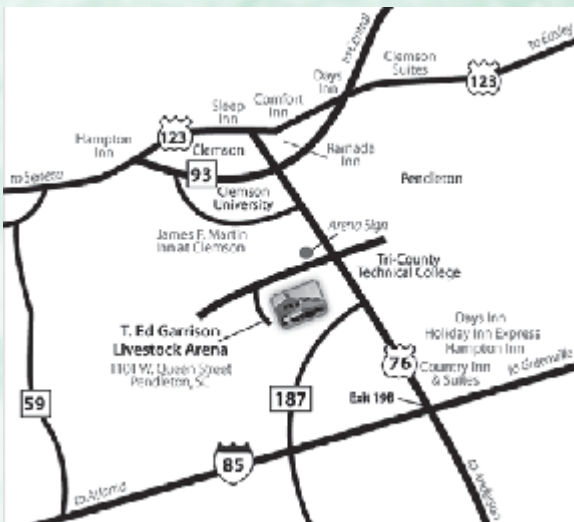 to Central
to Easley
Clemson
Suites
123
Days
Inn
Comfort
Inn
Sleep
Inn
123
Hampton
Inn
Clemson
Ramada
Inn
93
to Seneca
Clemson
University
Pendleton
James F. Martin
Inn at Clemson
Arena Sign
Tri-County
Technical College
T. Ed Garrison
Livestock Arena
1101 W. Queen Street
Pendleton, SC
Days Inn
Holiday Inn Express
Hampton Inn
Country Inn
& Suites
76
to Greenville
59
187
Exit 19B
85
to Atlanta
to Anderson